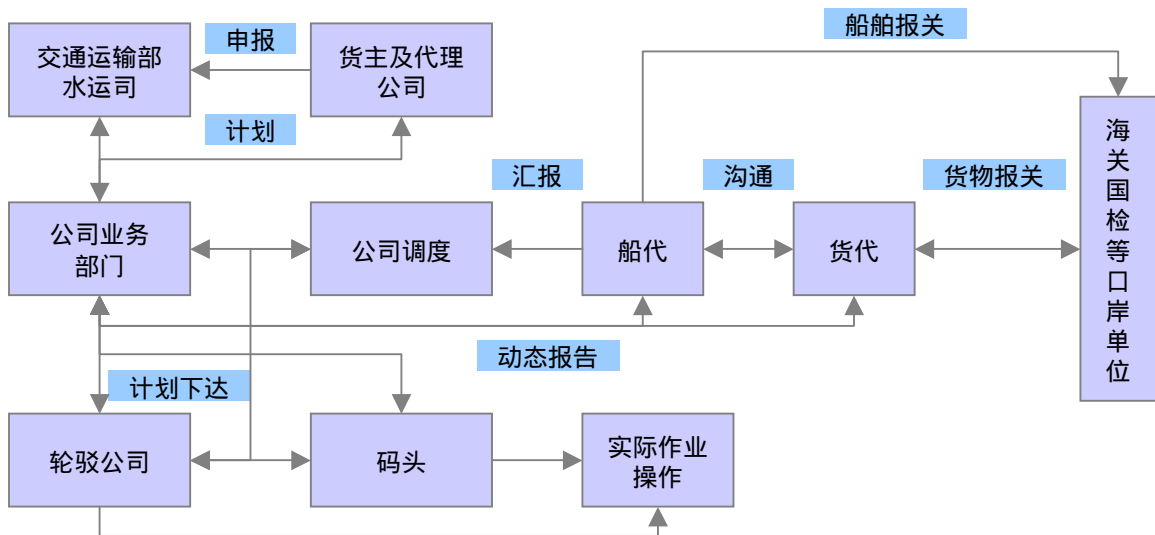 申报
船舶报关
交通运输部
水运司
货主及代理
公司
计划
海关国检等口岸单位
汇报
沟通
货物报关
公司业务
部门
公司调度
船代
货代
动态报告
计划下达
轮驳公司
码头
实际作业
操作